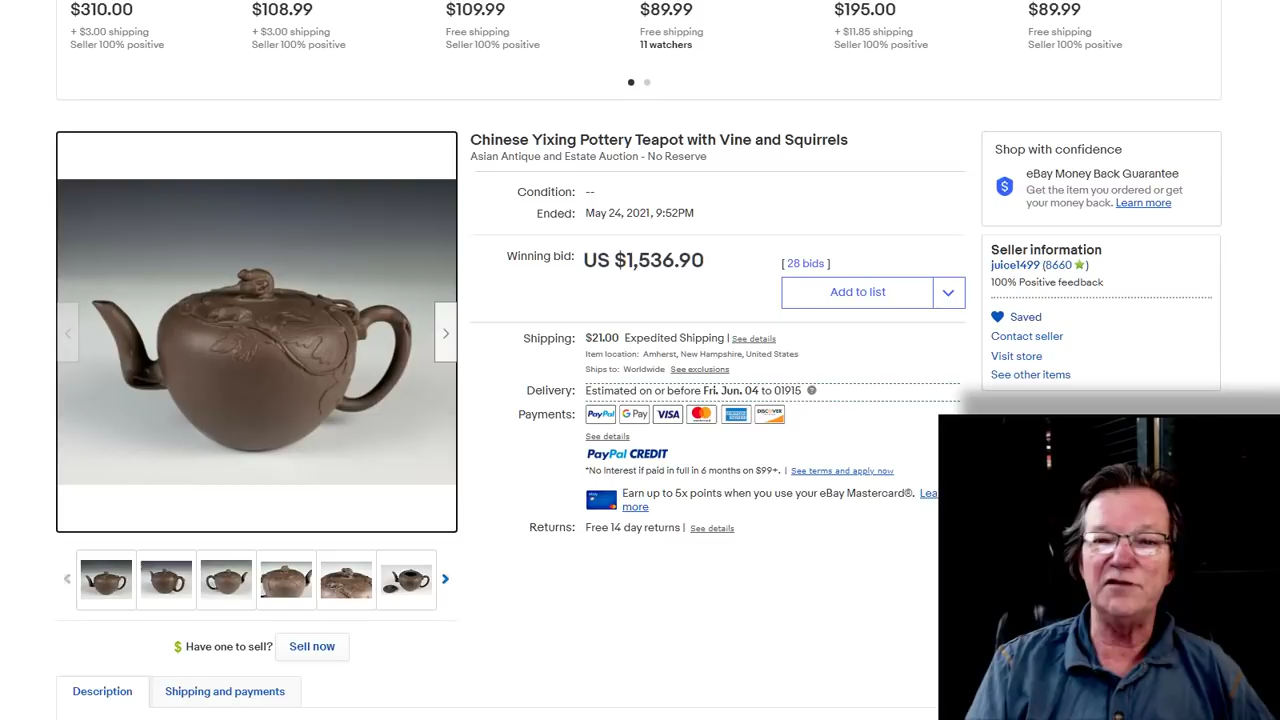 $310.00
+ $3.00 shipping
Seller 100% positive
$108.99
+ $3.00 shipping
Seller 100% positive
$109.99
Free shipping
Seller 100% positive
$89.99
Free shipping
11 watchers
$195.00
+ $11.85 shipping
Seller 100% positive
$89.99
Free shipping
Seller 100% positive
Chinese Yixing Pottery Teapot with Vine and Squirrels
Asian Antique and Estate Auction - No Reserve
Condition: --
Ended: May 24, 2021, 9:52PM
Winning bid: US $1,536.90
[ 28 bids ]
Add to list
Shipping: $21.00 Expedited Shipping | See details
Item location: Amherst, New Hampshire, United States
Ships to: Worldwide See exclusions
Delivery: Estimated on or before Fri. Jun. 04 to 01915
Payments: PayPal G Pay VISA MasterCard AMERICAN EXPRESS DISCOVER
See details
PayPal CREDIT
*No Interest if paid in full in 6 months on $99+. | See terms and apply now
Earn up to 5x points when you use your eBay Mastercard®.
more
Returns: Free 14 day returns | See details
Shop with confidence
eBay Money Back Guarantee
Get the item you ordered or get
your money back. Learn more
Seller information
juice1499 (8660)
100% Positive feedback
Saved
Contact seller
Visit store
See other items
$ Have one to sell? Sell now
Description
Shipping and payments